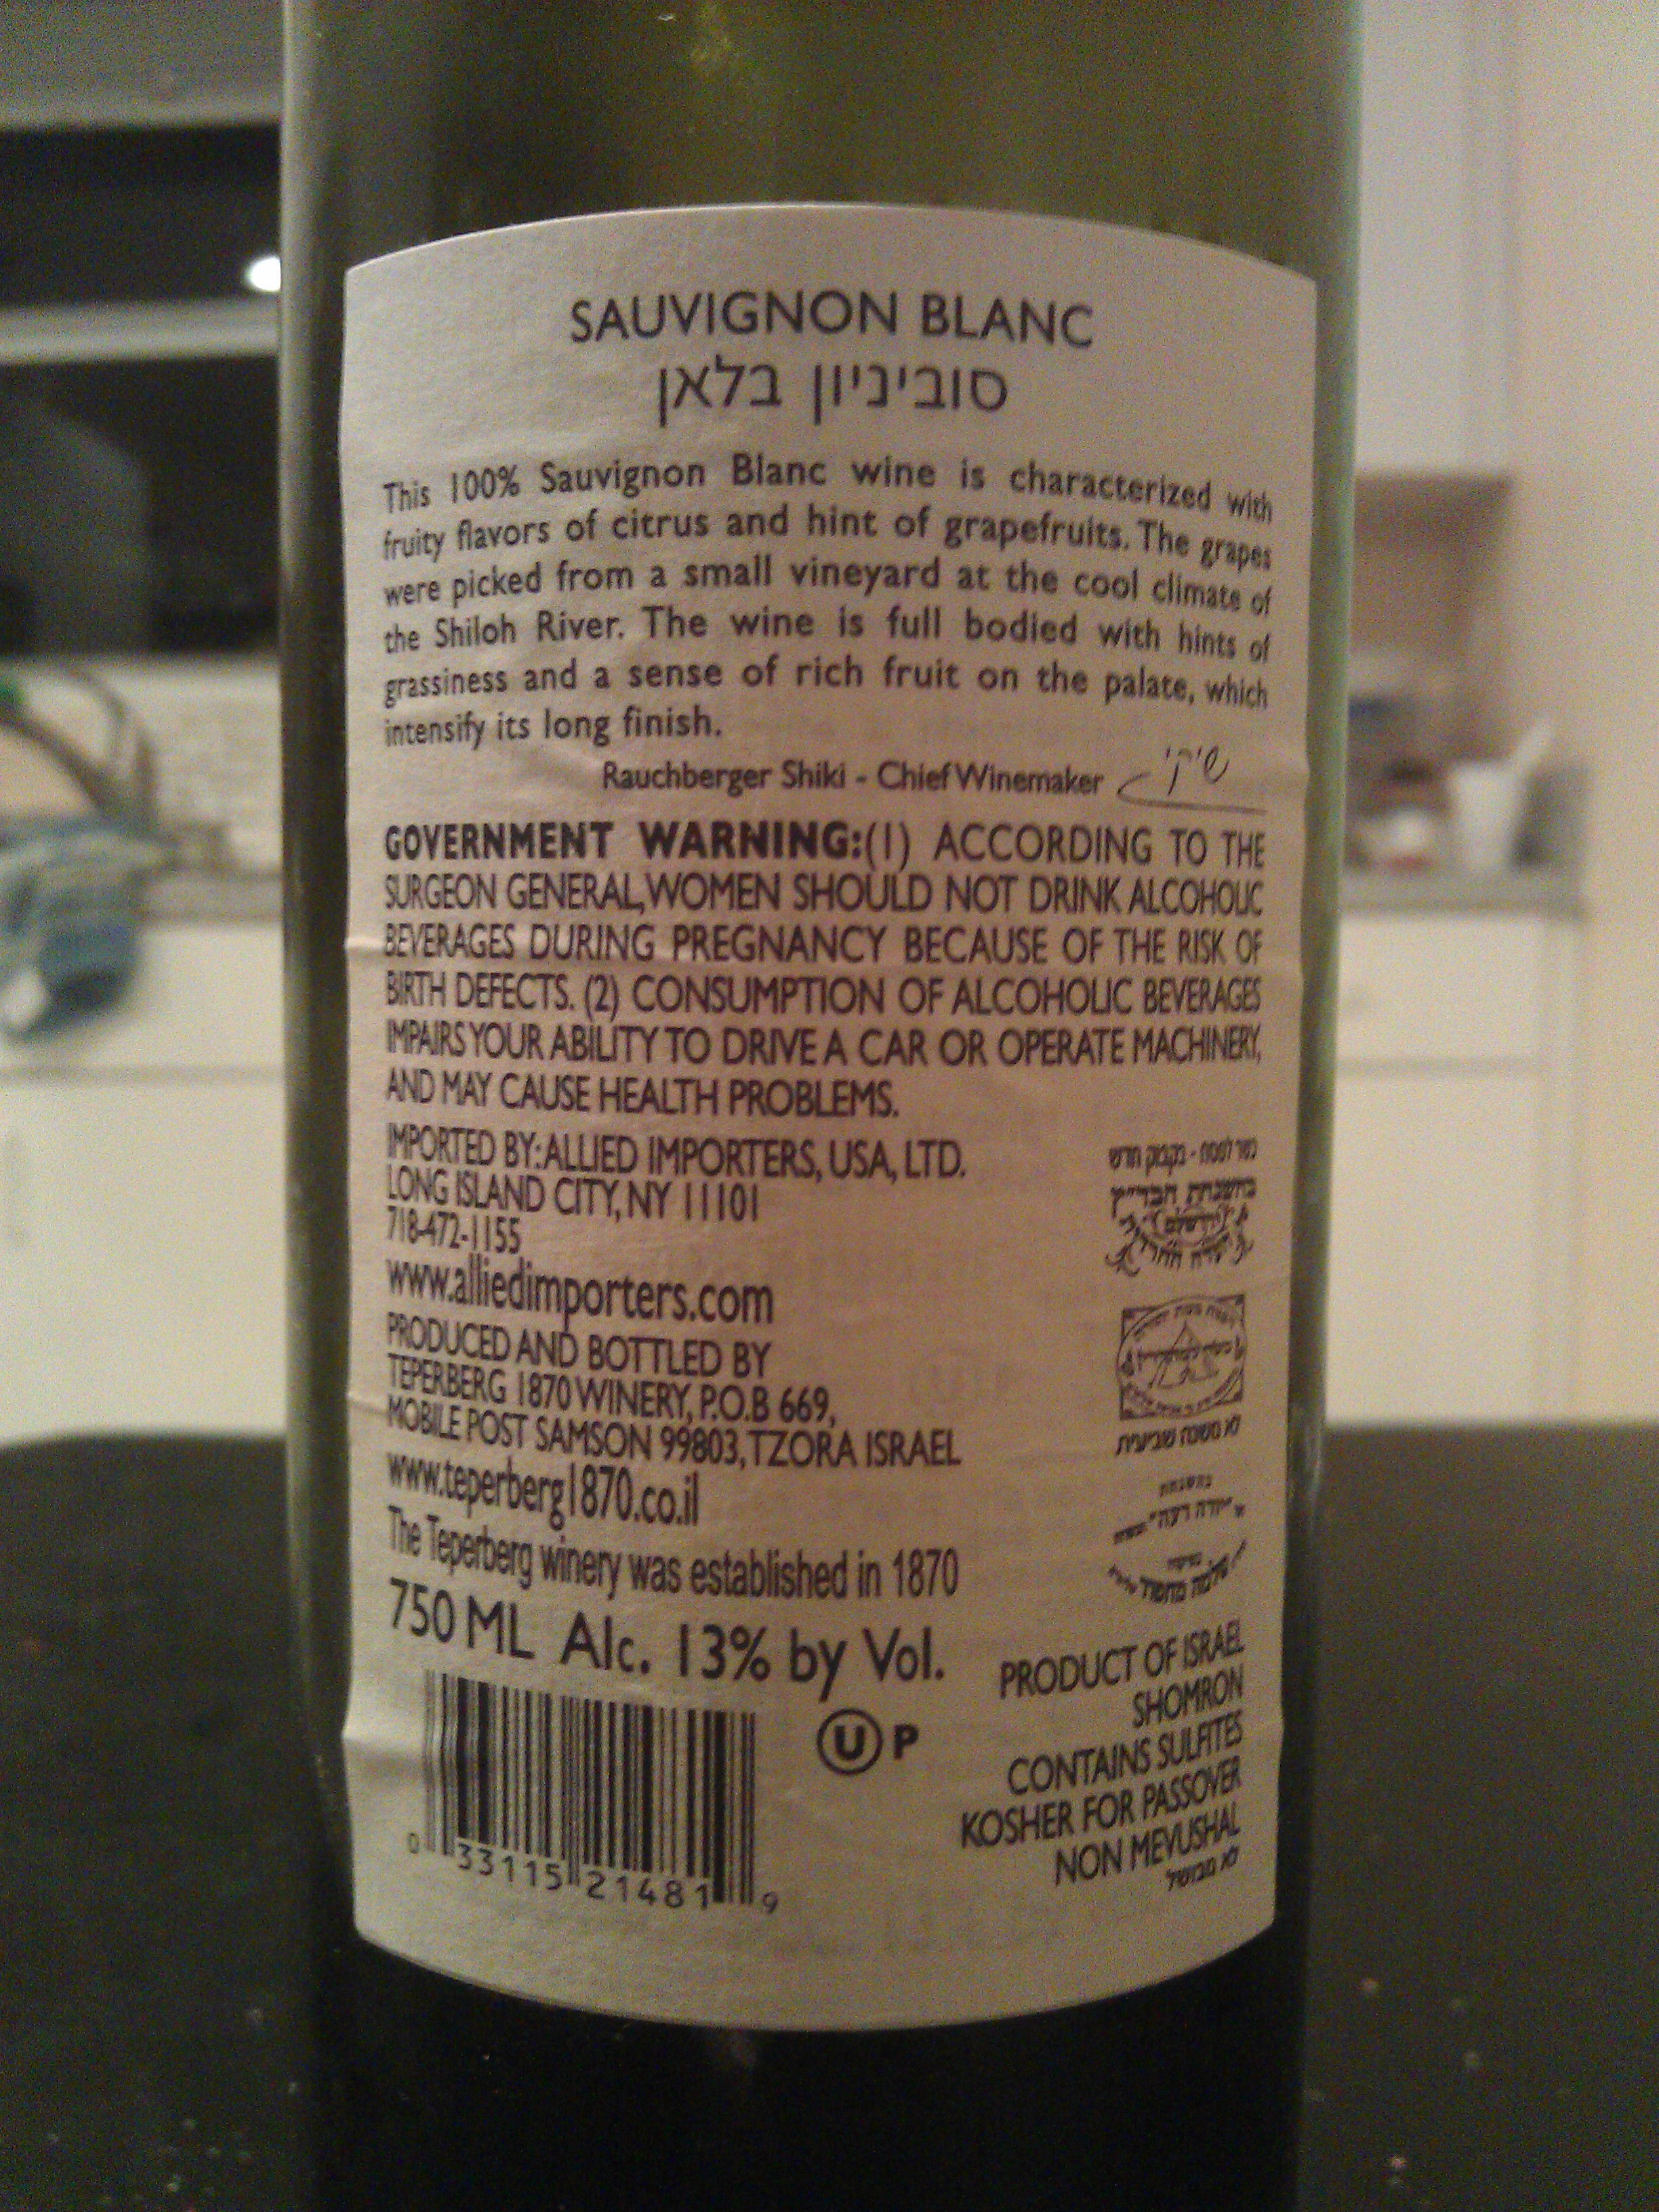 SAUVIGNON BLANC
סוביניון בלאן
This 100% Sauvignon Blanc wine is characterized with
fruity flavors of citrus and hint of grapefruits. The grapes
were picked from a small vineyard at the cool climate of
the Shiloh River. The wine is full bodied with hints of
grassiness and a sense of rich fruit on the palate, which
intensify its long finish.
Rauchberger Shiki - Chief Winemaker שיקי
GOVERNMENT WARNING:(1) ACCORDING TO THE
SURGEON GENERAL, WOMEN SHOULD NOT DRINK ALCOHOLIC
BEVERAGES DURING PREGNANCY BECAUSE OF THE RISK OF
BIRTH DEFECTS. (2) CONSUMPTION OF ALCOHOLIC BEVERAGES
IMPAIRS YOUR ABILITY TO DRIVE A CAR OR OPERATE MACHINERY,
AND MAY CAUSE HEALTH PROBLEMS.
IMPORTED BY: ALLIED IMPORTERS, USA, LTD.
LONG ISLAND CITY, NY 11101
718-472-1155
www.alliedimporters.com
PRODUCED AND BOTTLED BY
TEPERBERG 1870 WINERY, P.O.B 669,
MOBILE POST SAMSON 99803, TZORA ISRAEL
www.teperberg1870.co.il
The Teperberg winery was established in 1870
750 ML Alc. 13% by Vol.
כשר לפסח - בקבוק חדש
בהשגחת הבד"ץ
PRODUCT OF ISRAEL
SHOMRON
CONTAINS SULFITES
KOSHER FOR PASSOVER
NON MEVUSHAL
לא מבושל
U P
0 33115 21481 9